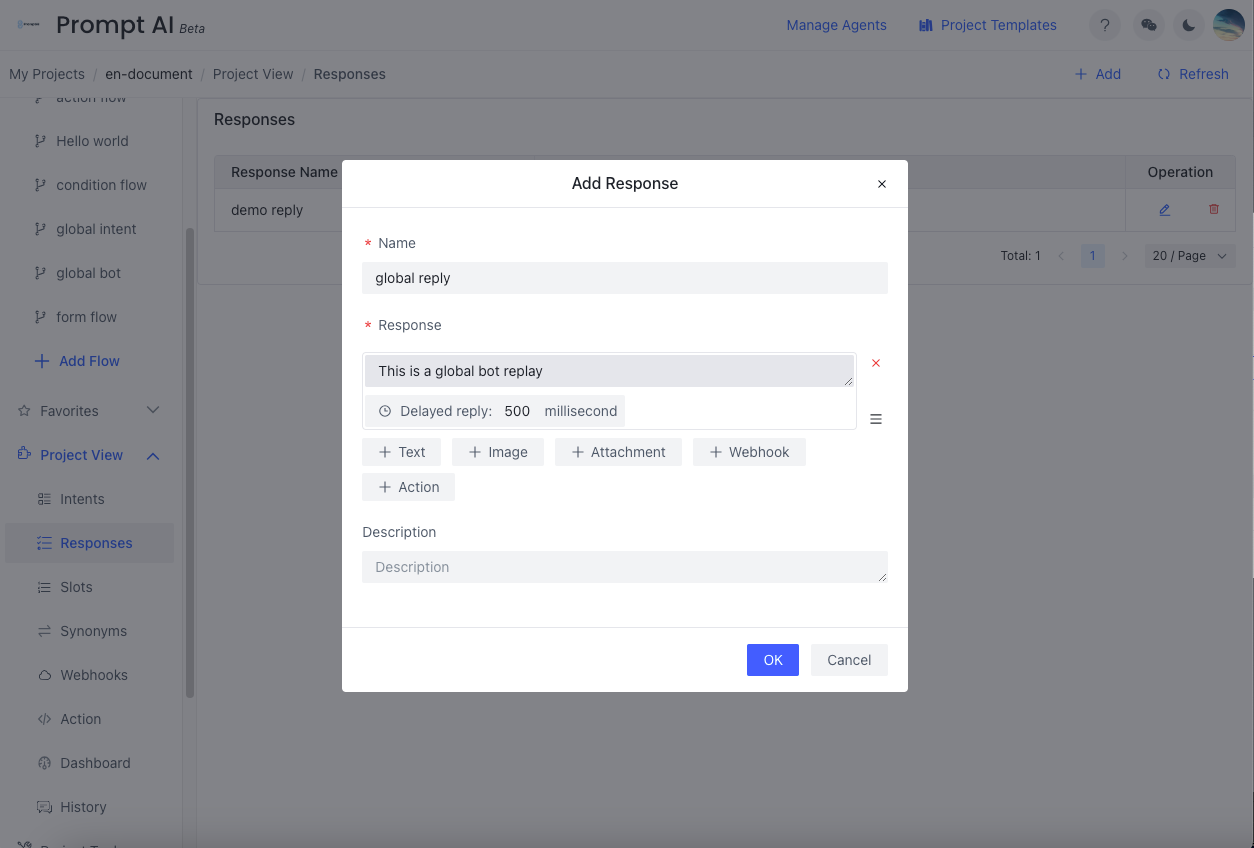 Prompt AI Beta
Manage Agents
Project Templates
?
My Projects / en-document / Project View / Responses
+ Add
Refresh
action flow
Hello world
condition flow
global intent
global bot
form flow
+ Add Flow
Favorites
Project View
Intents
Responses
Slots
Synonyms
Webhooks
Action
Dashboard
History
Responses
Response Name
Operation
demo reply
Total: 1
1
20 / Page
Add Response
* Name
global reply
* Response
This is a global bot replay
Delayed reply: 500 millisecond
+ Text
+ Image
+ Attachment
+ Webhook
+ Action
Description
Description
OK
Cancel